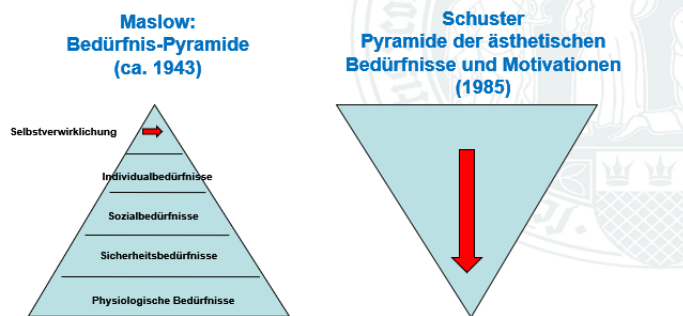 Maslow:
Bedürfnis-Pyramide
(ca. 1943)
Schuster
Pyramide der ästhetischen
Bedürfnisse und Motivationen
(1985)
Selbstverwirklichung
Individualbedürfnisse
Sozialbedürfnisse
Sicherheitsbedürfnisse
Physiologische Bedürfnisse